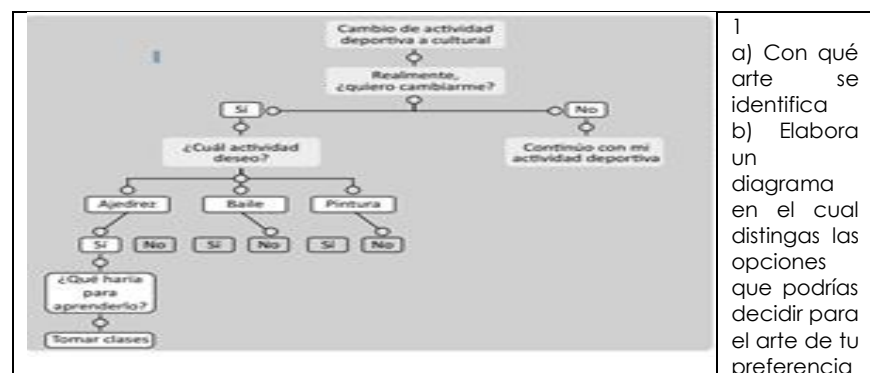 Cambio de actividad
deportiva a cultural
Realmente,
¿quiero cambiarme?
Sí
No
¿Cuál actividad
deseo?
Continúo con mi
actividad deportiva
Ajedrez
Baile
Pintura
Sí
No
Sí
No
Sí
No
¿Qué haría
para
aprenderlo?
Tomar clases
1
a) Con qué
arte se
identifica
b) Elabora
un
diagrama
en el cual
distingas las
opciones
que podrías
decidir para
el arte de tu
preferencia